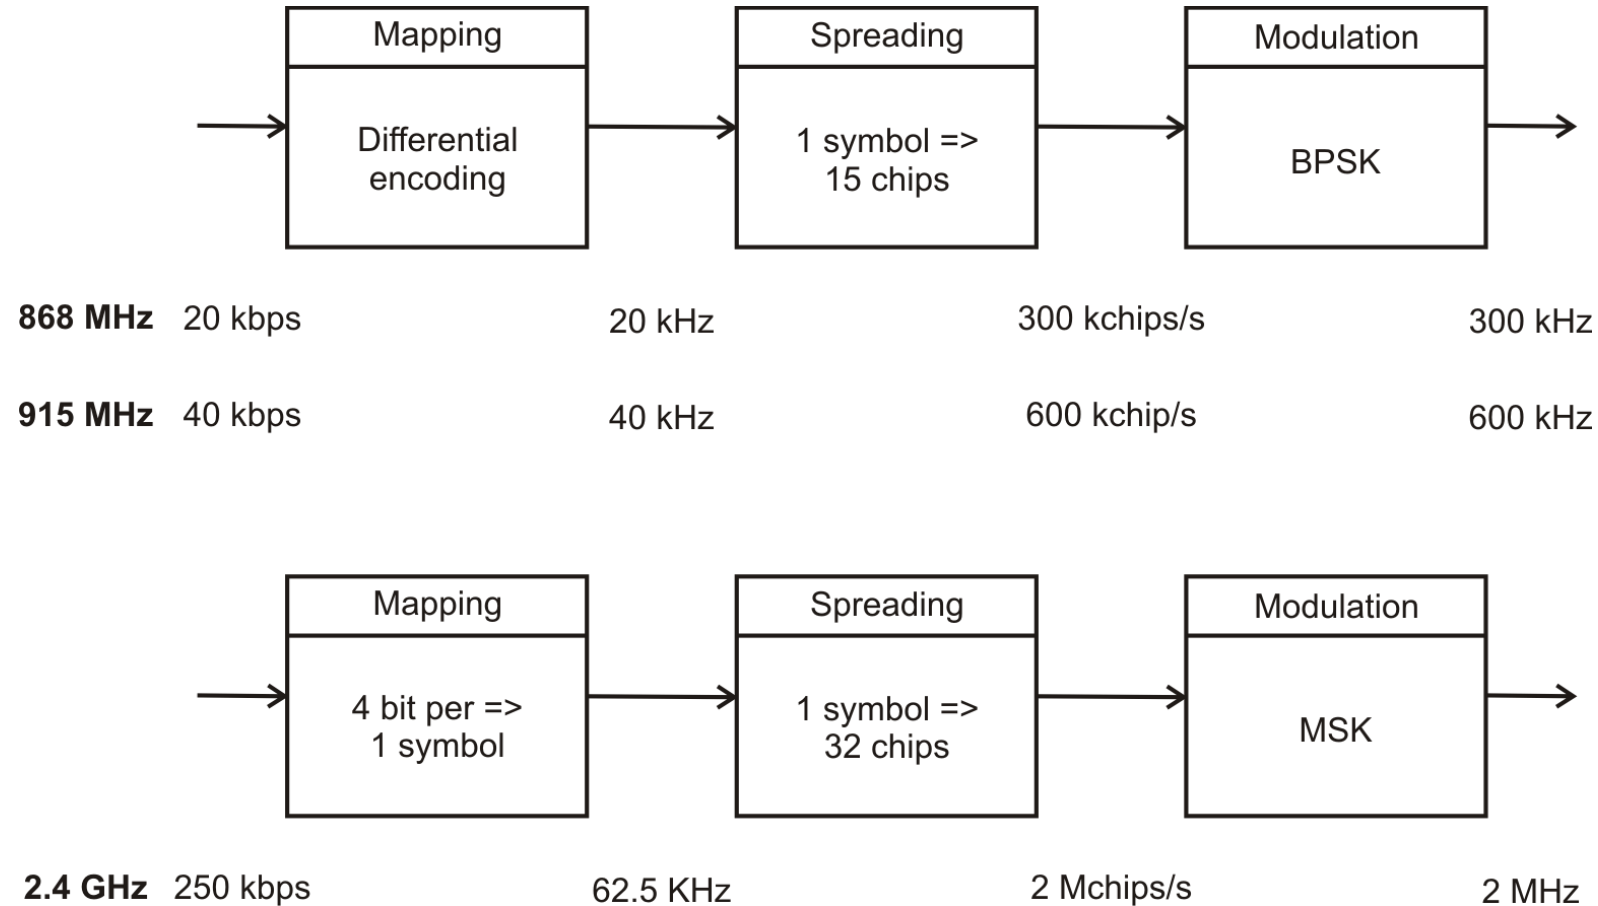 Mapping
Spreading
Modulation
Differential
encoding
1 symbol =>
15 chips
BPSK
868 MHz 20 kbps 20 kHz 300 kchips/s 300 kHz
915 MHz 40 kbps 40 kHz 600 kchip/s 600 kHz
Mapping
Spreading
Modulation
4 bit per =>
1 symbol
1 symbol =>
32 chips
MSK
2.4 GHz 250 kbps 62.5 KHz 2 Mchips/s 2 MHz